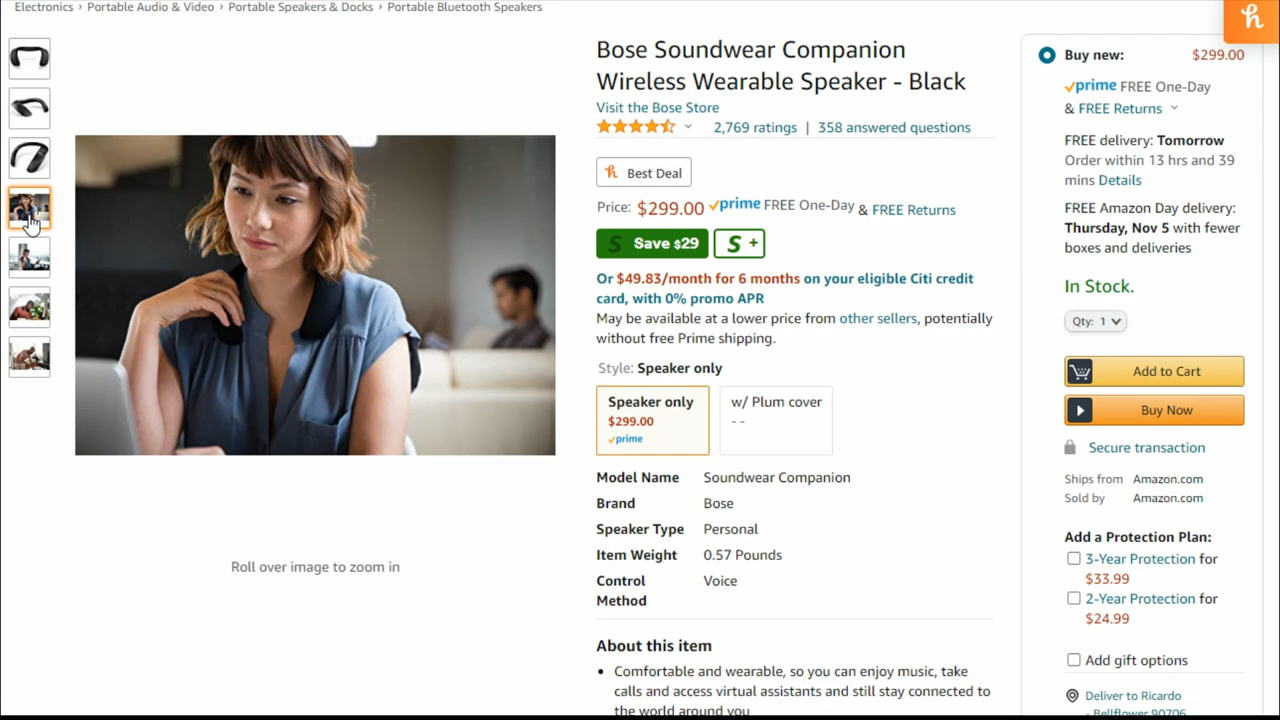 Electronics › Portable Audio & Video › Portable Speakers & Docks › Portable Bluetooth Speakers
Roll over image to zoom in
Bose Soundwear Companion
Wireless Wearable Speaker - Black
Visit the Bose Store
2,769 ratings | 358 answered questions
h Best Deal
Price: $299.00 prime FREE One-Day & FREE Returns
S Save $29 S +
Or $49.83/month for 6 months on your eligible Citi credit
card, with 0% promo APR
May be available at a lower price from other sellers, potentially
without free Prime shipping.
Style: Speaker only
Speaker only
$299.00
prime
w/ Plum cover
- -
Model Name Soundwear Companion
Brand Bose
Speaker Type Personal
Item Weight 0.57 Pounds
Control Voice
Method
About this item
• Comfortable and wearable, so you can enjoy music, take
calls and access virtual assistants and still stay connected to
the world around you
h
Buy new: $299.00
prime FREE One-Day
& FREE Returns
FREE delivery: Tomorrow
Order within 13 hrs and 39
mins Details
FREE Amazon Day delivery:
Thursday, Nov 5 with fewer
boxes and deliveries
In Stock.
Qty: 1
Add to Cart
Buy Now
Secure transaction
Ships from Amazon.com
Sold by Amazon.com
Add a Protection Plan:
3-Year Protection for
$33.99
2-Year Protection for
$24.99
Add gift options
Deliver to Ricardo
- Bellflower 90706